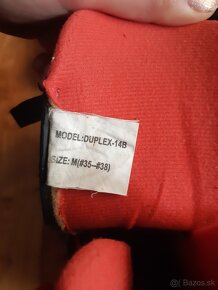 MODEL:DUPLEX-14B
SIZE: M(#35--#38)
Bazos.sk